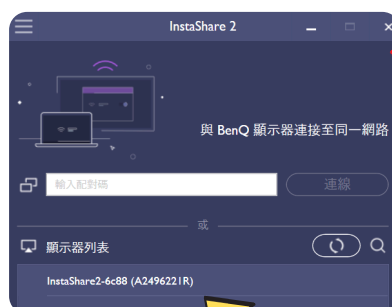 InstaShare 2
與 BenQ 顯示器連接至同一網路
輸入配對碼
連線
或
顯示器列表
InstaShare2-6c88 (A2496221R)